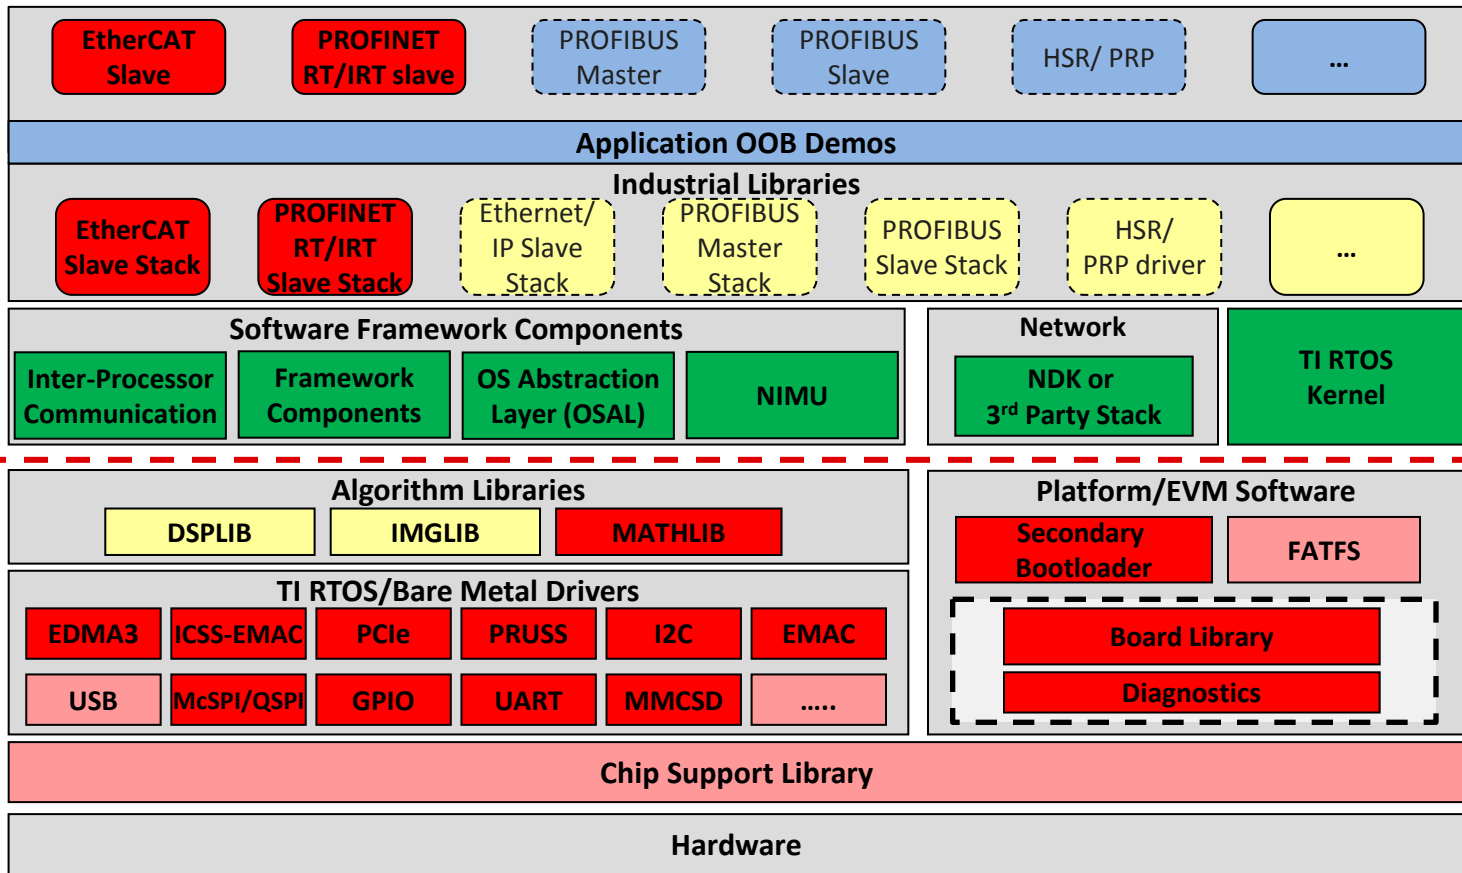 EtherCAT
Slave
PROFINET
RT/IRT slave
PROFIBUS
Master
PROFIBUS
Slave
HSR/ PRP
...
Application OOB Demos
Industrial Libraries
EtherCAT
Slave Stack
PROFINET
RT/IRT
Slave Stack
Ethernet/
IP Slave
Stack
PROFIBUS
Master
Stack
PROFIBUS
Slave Stack
HSR/
PRP driver
...
Software Framework Components
Inter-Processor
Communication
Framework
Components
OS Abstraction
Layer (OSAL)
NIMU
Network
NDK or
3rd Party Stack
TI RTOS
Kernel
Algorithm Libraries
DSPLIB
IMGLIB
MATHLIB
Platform/EVM Software
Secondary
Bootloader
FATFS
Board Library
Diagnostics
TI RTOS/Bare Metal Drivers
EDMA3
ICSS-EMAC
PCIe
PRUSS
I2C
EMAC
USB
McSPI/QSPI
GPIO
UART
MMCSD
.....
Chip Support Library
Hardware